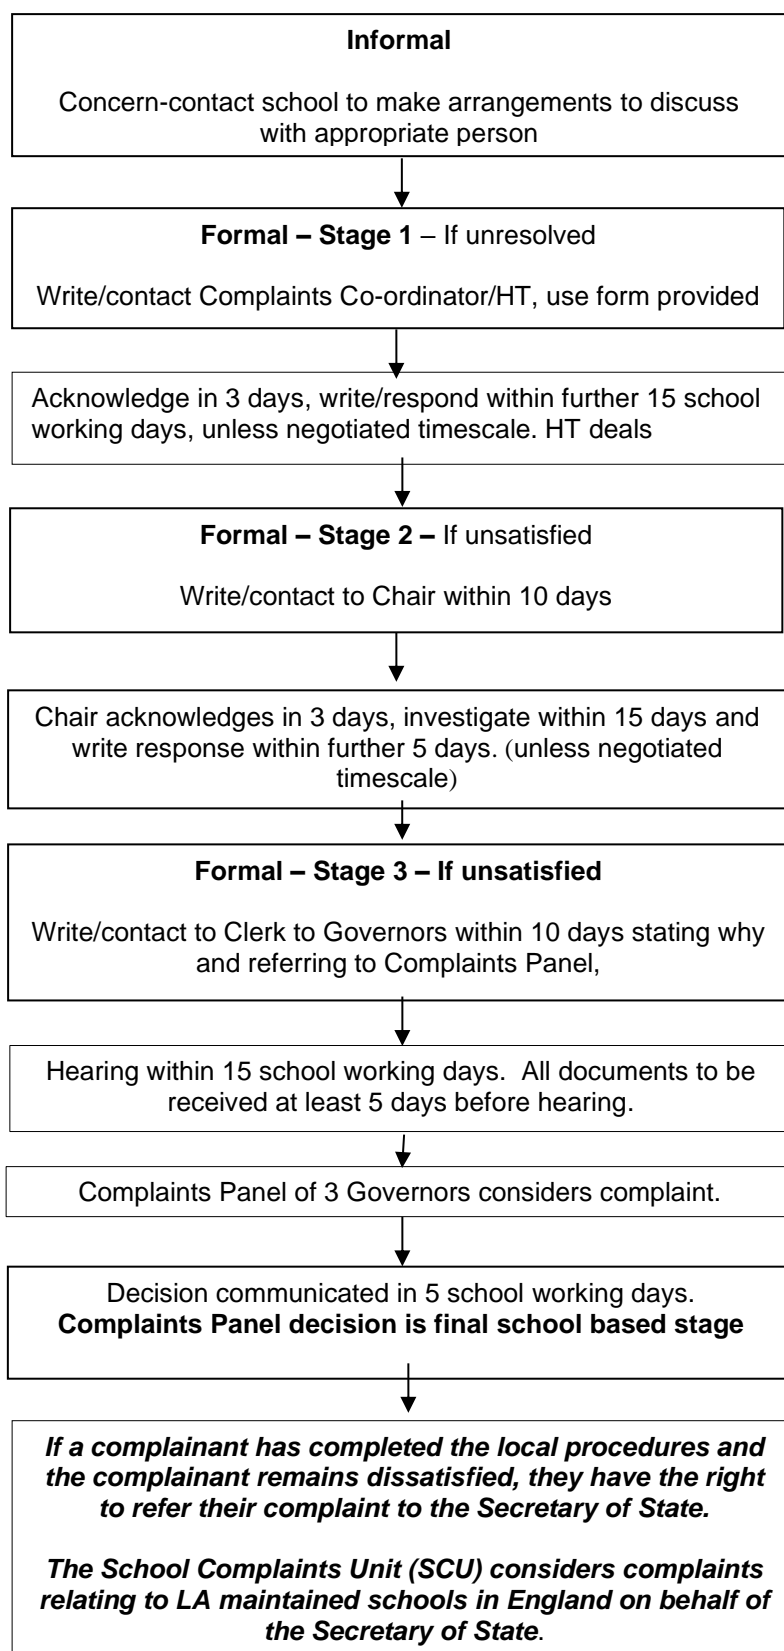 Informal
Concern-contact school to make arrangements to discuss
with appropriate person
Formal – Stage 1 – If unresolved
Write/contact Complaints Co-ordinator/HT, use form provided
Acknowledge in 3 days, write/respond within further 15 school
working days, unless negotiated timescale. HT deals
Formal – Stage 2 – If unsatisfied
Write/contact to Chair within 10 days
Chair acknowledges in 3 days, investigate within 15 days and
write response within further 5 days. (unless negotiated
timescale)
Formal – Stage 3 – If unsatisfied
Write/contact to Clerk to Governors within 10 days stating why
and referring to Complaints Panel,
Hearing within 15 school working days.  All documents to be
received at least 5 days before hearing.
Complaints Panel of 3 Governors considers complaint.
Decision communicated in 5 school working days.
Complaints Panel decision is final school based stage
If a complainant has completed the local procedures and
the complainant remains dissatisfied, they have the right
to refer their complaint to the Secretary of State.
The School Complaints Unit (SCU) considers complaints
relating to LA maintained schools in England on behalf of
the Secretary of State.